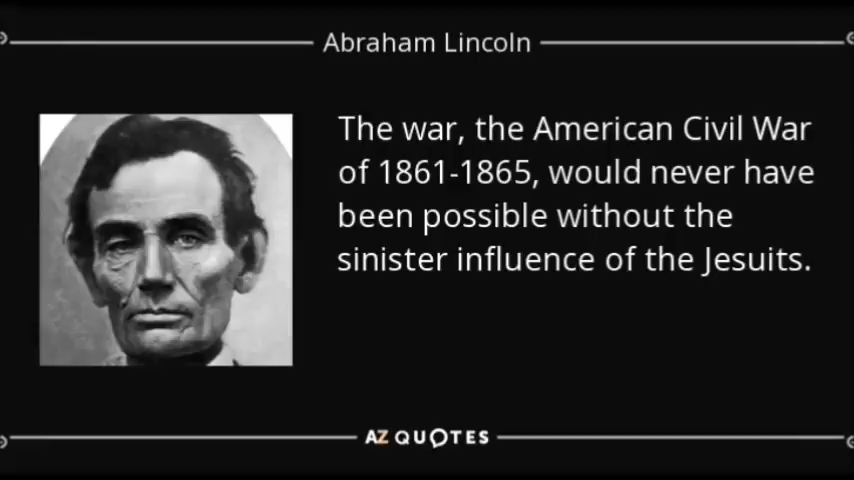 Abraham Lincoln
The war, the American Civil War
of 1861-1865, would never have
been possible without the
sinister influence of the Jesuits.
AZ QUOTES